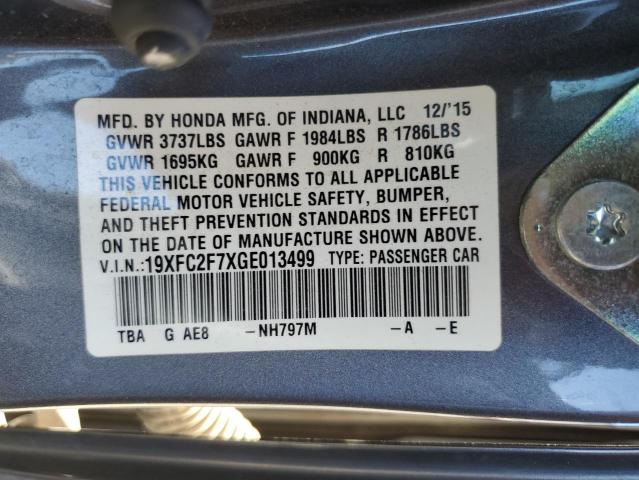 MFD. BY HONDA MFG. OF INDIANA, LLC 12/'15
GVWR 3737LBS GAWR F 1984LBS R 1786LBS
GVWR 1695KG GAWR F 900KG R 810KG
THIS VEHICLE CONFORMS TO ALL APPLICABLE
FEDERAL MOTOR VEHICLE SAFETY, BUMPER,
AND THEFT PREVENTION STANDARDS IN EFFECT
ON THE DATE OF MANUFACTURE SHOWN ABOVE.
V.I.N.:19XFC2F7XGE013499 TYPE: PASSENGER CAR
TBA G AE8 -NH797M -A -E